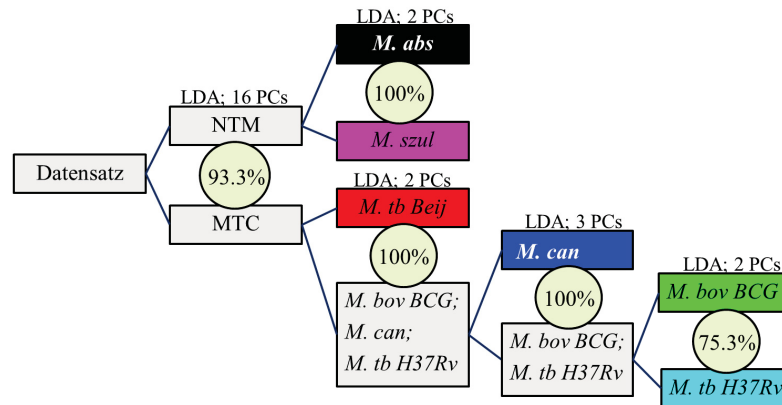 LDA; 2 PCs
M. abs
100%
M. szul
LDA; 16 PCs
NTM
93.3%
MTC
Datensatz
LDA; 2 PCs
M. tb Beij
100%
M. bov BCG;
M. can;
M. tb H37Rv
LDA; 3 PCs
M. can
100%
M. bov BCG;
M. tb H37Rv
LDA; 2 PCs
M. bov BCG
75.3%
M. tb H37Rv